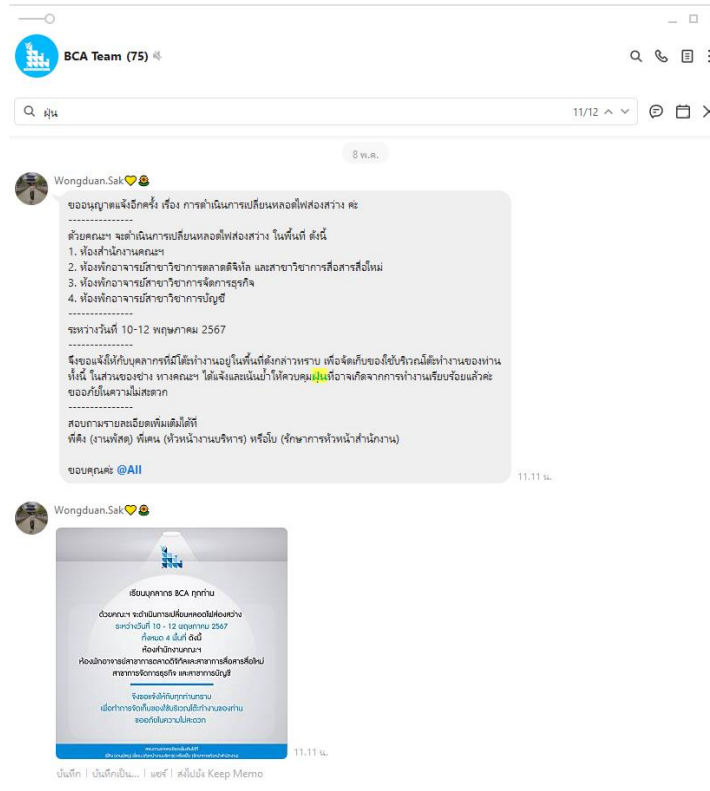 BCA Team (75)
ฝุ่น
11/12
8 พ.ค.
Wongduan.Sak
ขออนุญาตแจ้งอีกครั้ง เรื่อง การดำเนินการเปลี่ยนหลอดไฟส่องสว่าง ค่ะ
---------------
ด้วยคณะฯ จะดำเนินการเปลี่ยนหลอดไฟส่องสว่าง ในพื้นที่ ดังนี้
1. ห้องสำนักงานคณะฯ
2. ห้องพักอาจารย์สาขาวิชาการตลาดดิจิทัล และสาขาวิชาการสื่อสารสื่อใหม่
3. ห้องพักอาจารย์สาขาวิชาการจัดการธุรกิจ
4. ห้องพักอาจารย์สาขาวิชาการบัญชี
---------------
ระหว่างวันที่ 10-12 พฤษภาคม 2567
---------------
จึงขอแจ้งให้กับบุคลากรที่มีโต๊ะทำงานอยู่ในพื้นที่ดังกล่าวทราบ เพื่อจัดเก็บของใช้บริเวณโต๊ะทำงานของท่าน
ทั้งนี้ ในส่วนของช่าง ทางคณะฯ ได้แจ้งและเน้นย้ำให้ควบคุมฝุ่นที่อาจเกิดจากการทำงานเรียบร้อยแล้วค่ะ
ขออภัยในความไม่สะดวก
---------------
สอบถามรายละเอียดเพิ่มเติมได้ที่
พี่ติง (งานพัสดุ) พี่เคน (หัวหน้างานบริหาร) หรือโบ (รักษาการหัวหน้าสำนักงาน)
ขอบคุณค่ะ @All
11.11 น.
Wongduan.Sak
เรียนบุคลากร BCA ทุกท่าน
ด้วยคณะฯ จะดำเนินการเปลี่ยนหลอดไฟส่องสว่าง
ระหว่างวันที่ 10 - 12 พฤษภาคม 2567
ทั้งหมด 4 พื้นที่ ดังนี้
ห้องสำนักงานคณะฯ
ห้องพักอาจารย์สาขาการตลาดดิจิทัลและสาขาการสื่อสารสื่อใหม่
สาขาการจัดการธุรกิจ และสาขาการบัญชี
จึงขอแจ้งให้กับทุกท่านทราบ
เพื่อทำการจัดเก็บของใช้บริเวณโต๊ะทำงานของท่าน
ขออภัยในความไม่สะดวก
11.11 น.
บันทึก | บันทึกเป็น... | แชร์ | ส่งไปยัง Keep Memo